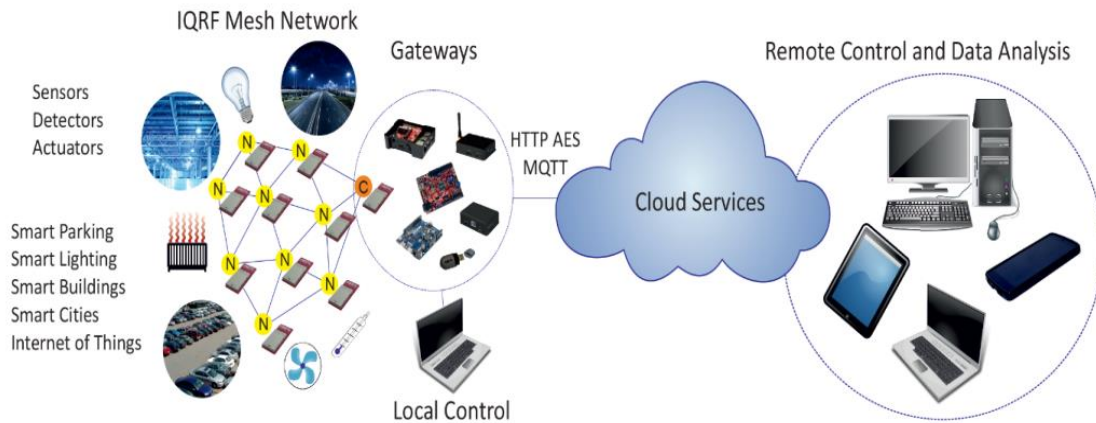 IQRF Mesh Network
Gateways
Remote Control and Data Analysis
Sensors
Detectors
Actuators
HTTP AES
MQTT
Cloud Services
Smart Parking
Smart Lighting
Smart Buildings
Smart Cities
Internet of Things
N
N
N
N
C
N
N
N
N
N
Local Control